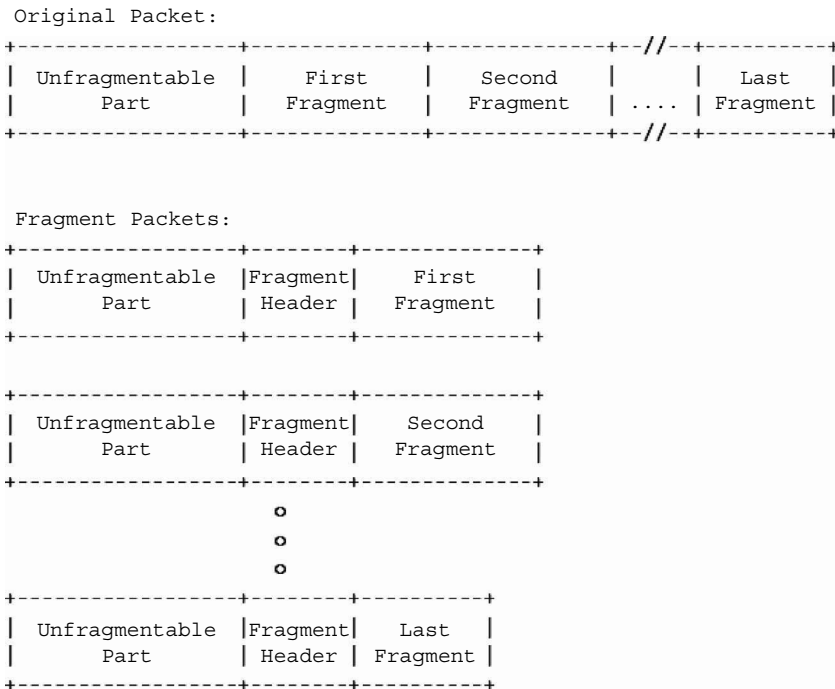 Original Packet:
+------------------+--------------+---------------+--//--+----------+
| Unfragmentable | First | Second | | Last |
| Part | Fragment | Fragment | .... | Fragment |
+------------------+--------------+---------------+--//--+----------+
Fragment Packets:
+------------------+--------+--------------+
| Unfragmentable |Fragment| First |
| Part | Header | Fragment |
+------------------+--------+--------------+
+------------------+--------+--------------+
| Unfragmentable |Fragment| Second |
| Part | Header | Fragment |
+------------------+--------+--------------+
o
o
o
+------------------+--------+----------+
| Unfragmentable |Fragment| Last |
| Part | Header | Fragment |
+------------------+--------+----------+